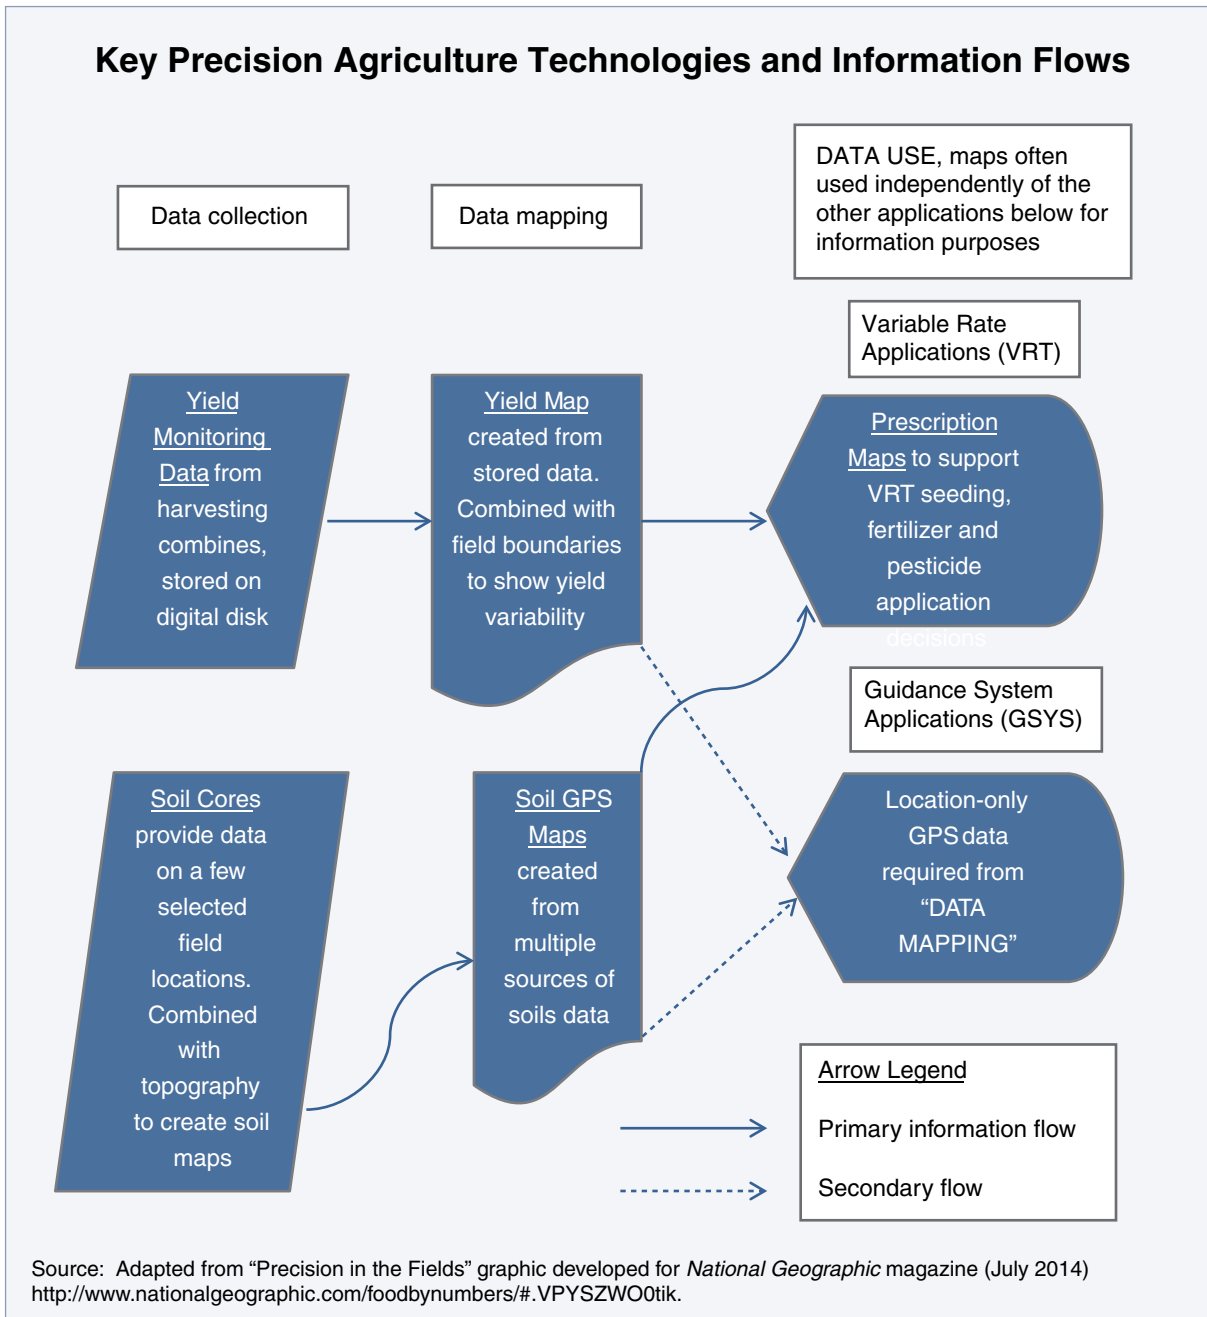 Key Precision Agriculture Technologies and Information Flows
Data collection
Data mapping
DATA USE, maps often
used independently of the
other applications below for
information purposes
Variable Rate
Applications (VRT)
Yield
Monitoring
Data from
harvesting
combines,
stored on
digital disk
Yield Map
created from
stored data.
Combined with
field boundaries
to show yield
variability
Prescription
Maps to support
VRT seeding,
fertilizer and
pesticide
application
decisions
Guidance System
Applications (GSYS)
Soil Cores
provide data
on a few
selected
field
locations.
Combined
with
topography
to create soil
maps
Soil GPS
Maps
created
from
multiple
sources of
soils data
Location-only
GPS data
required from
“DATA
MAPPING”
Arrow Legend
Primary information flow
Secondary flow
Source: Adapted from “Precision in the Fields” graphic developed for National Geographic magazine (July 2014)
http://www.nationalgeographic.com/foodbynumbers/#.VPYSZWO0tik.